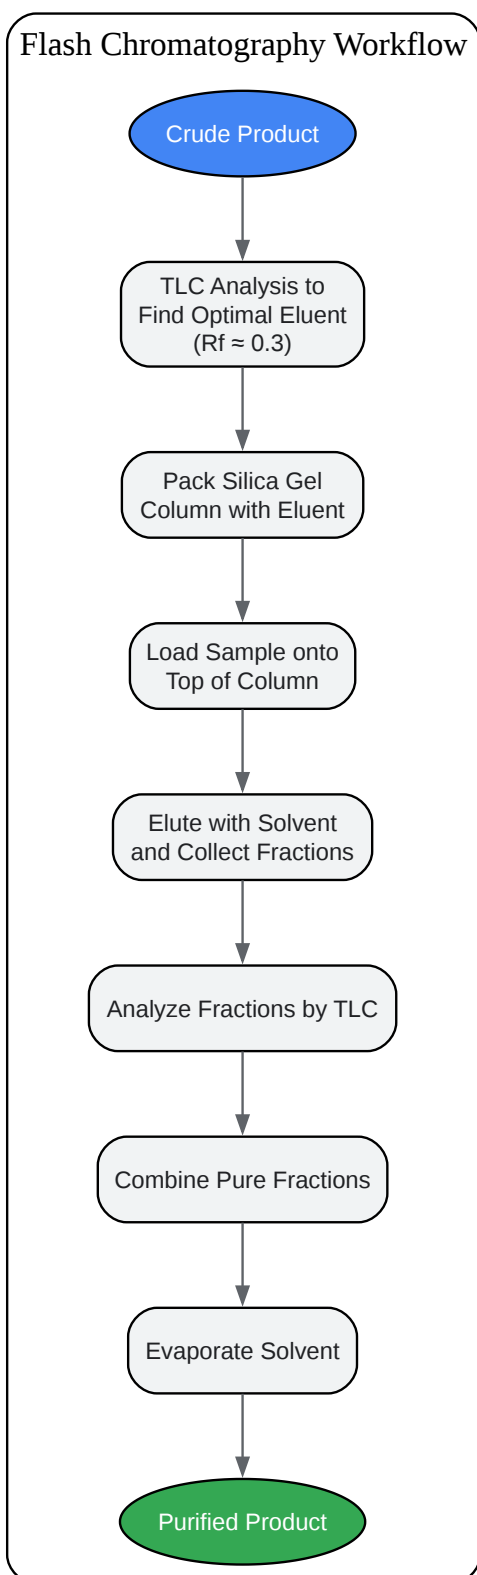 Flash Chromatography Workflow
Crude Product
TLC Analysis to
Find Optimal Eluent
(Rf ≈ 0.3)
Pack Silica Gel
Column with Eluent
Load Sample onto
Top of Column
Elute with Solvent
and Collect Fractions
Analyze Fractions by TLC
Combine Pure Fractions
Evaporate Solvent
Purified Product